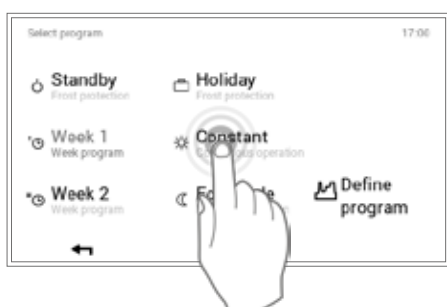 Select program 17:00
Standby
Frost protection
Holiday
Frost protection
Week 1
Week program
Constant
operation
Week 2
Week program
Define
program